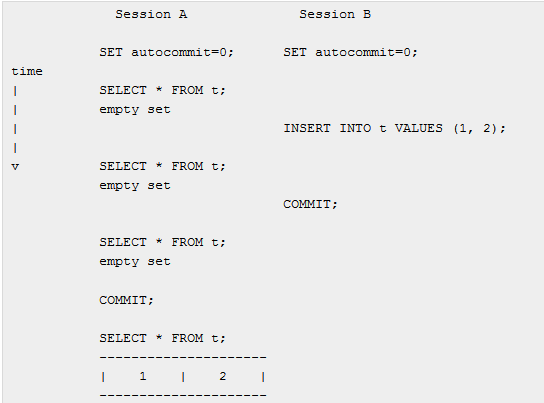 Session A Session B
SET autocommit=0; SET autocommit=0;
time
| SELECT * FROM t;
| empty set
| INSERT INTO t VALUES (1, 2);
|
v SELECT * FROM t;
empty set
COMMIT;
SELECT * FROM t;
empty set
COMMIT;
SELECT * FROM t;
---------------------
| 1 | 2 |
---------------------